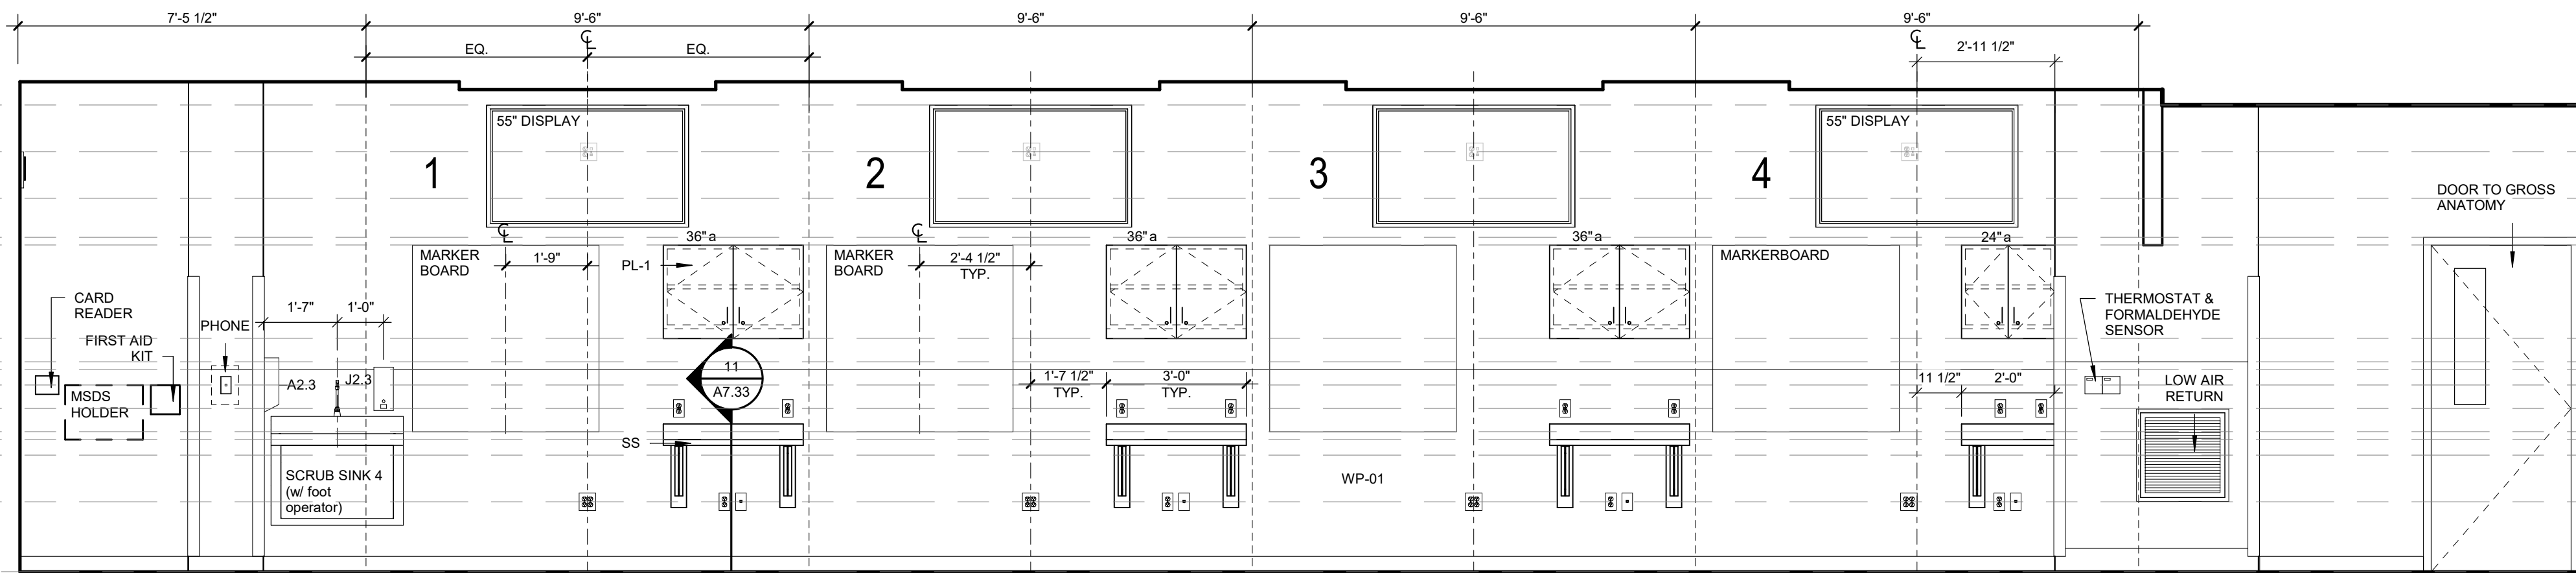 7'-5 1/2"
9'-6"
9'-6"
9'-6"
9'-6"
EQ.
EQ.
2'-11 1/2"
1
55" DISPLAY
2
3
4
55" DISPLAY
DOOR TO GROSS
ANATOMY
36"a
36"a
36"a
24"a
MARKER
BOARD
1'-9"
PL-1
MARKER
BOARD
2'-4 1/2"
TYP.
MARKERBOARD
CARD
READER
1'-7"
1'-0"
THERMOSTAT &
FORMALDEHYDE
SENSOR
PHONE
FIRST AID
KIT
11
A7.33
A2.3
J2.3
1'-7 1/2"
TYP.
3'-0"
TYP.
11 1/2"
2'-0"
LOW AIR
RETURN
MSDS
HOLDER
SS
SCRUB SINK 4
(w/ foot
operator)
WP-01